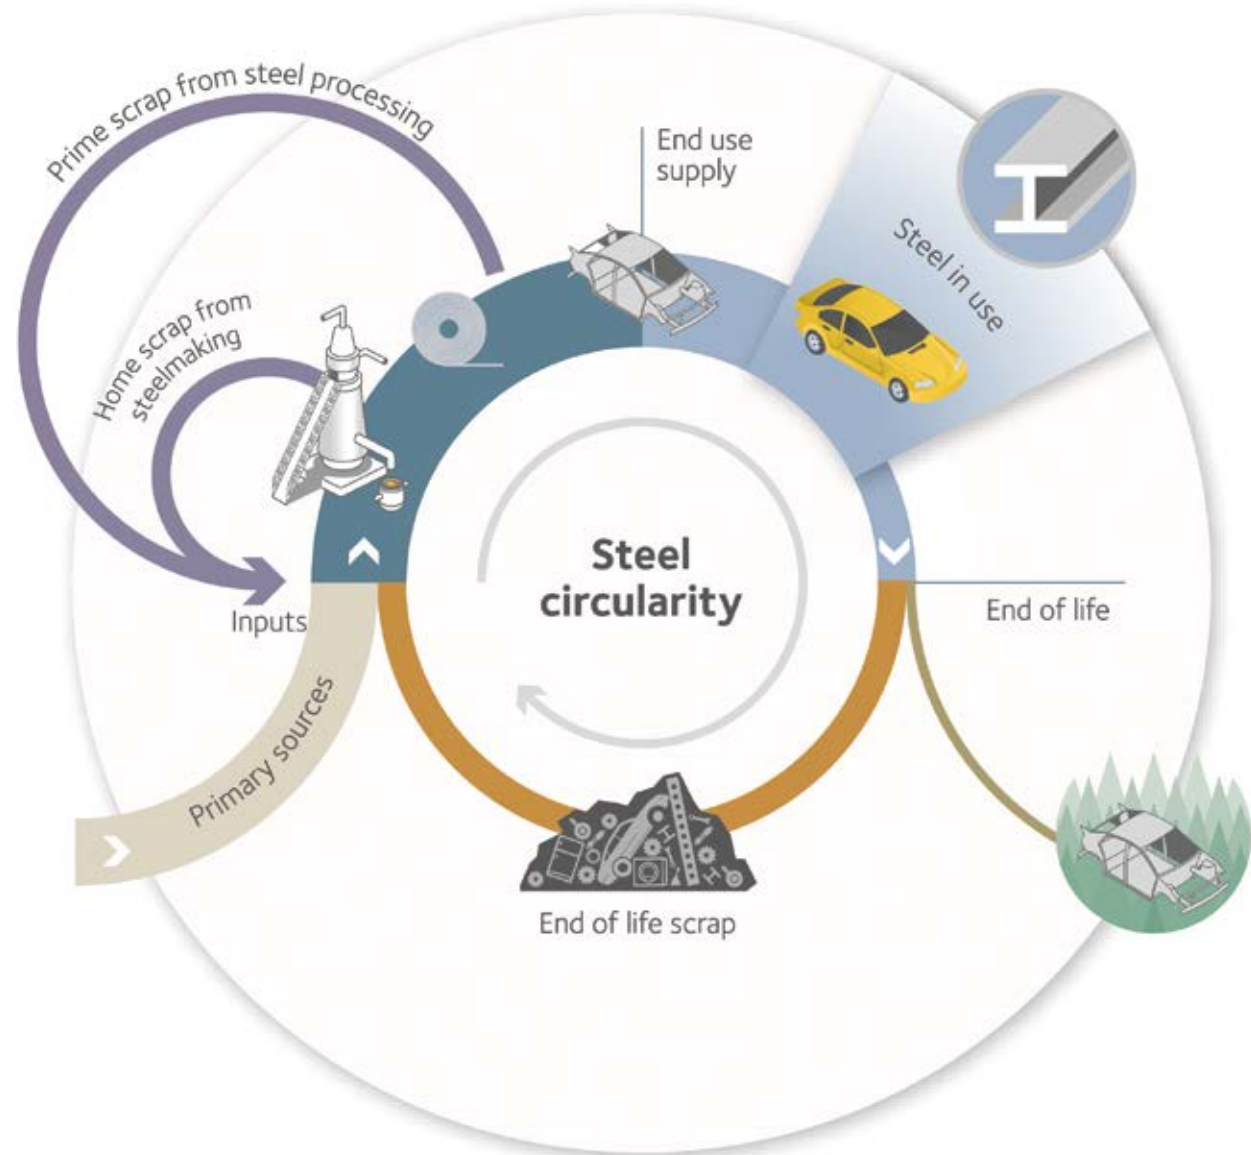 Prime scrap from steel processing
End use
supply
Steel in use
Home scrap from
steelmaking
Steel
circularity
Inputs
End of life
Primary sources
End of life scrap